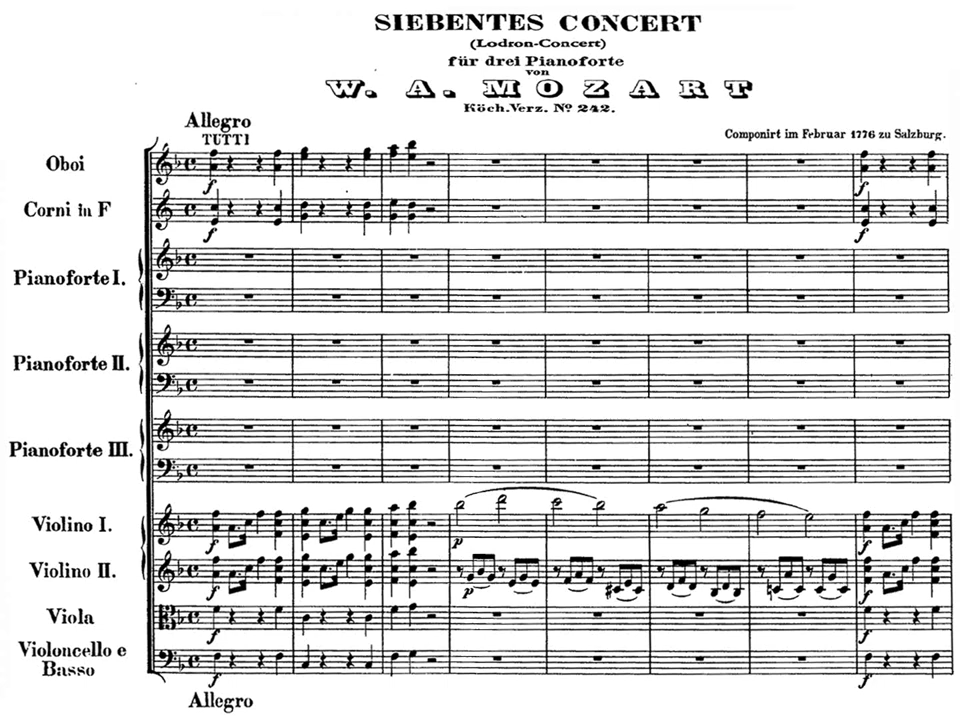 SIEBENTES CONCERT
(Lodron-Concert)
für drei Pianoforte
von
W. A. MOZART
Köch. Verz. No 242.
Allegro
TUTTI
Componirt im Februar 1776 zu Salzburg.
Oboi
f
f
Corni in F
f
f
Pianoforte I.
Pianoforte II.
Pianoforte III.
Violino I.
f
p
f
Violino II.
f
p
f
Viola
f
f
Violoncello e
Basso
f
f
Allegro